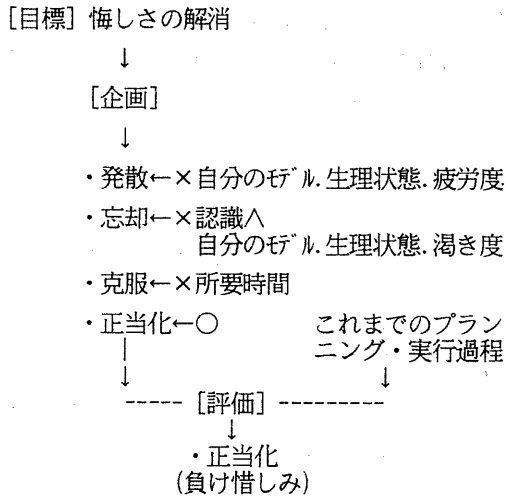 [目標] 悔しさの解消
↓
[企画]
↓
・発散←×自分のﾓﾃﾞﾙ.生理状態.疲労度
・忘却←×認識∧
自分のﾓﾃﾞﾙ.生理状態.渇き度
・克服←×所要時間
・正当化←○ これまでのプラン
ニング・実行過程
↓ ↓
----- [評価] ---------
↓
・正当化
(負け惜しみ)